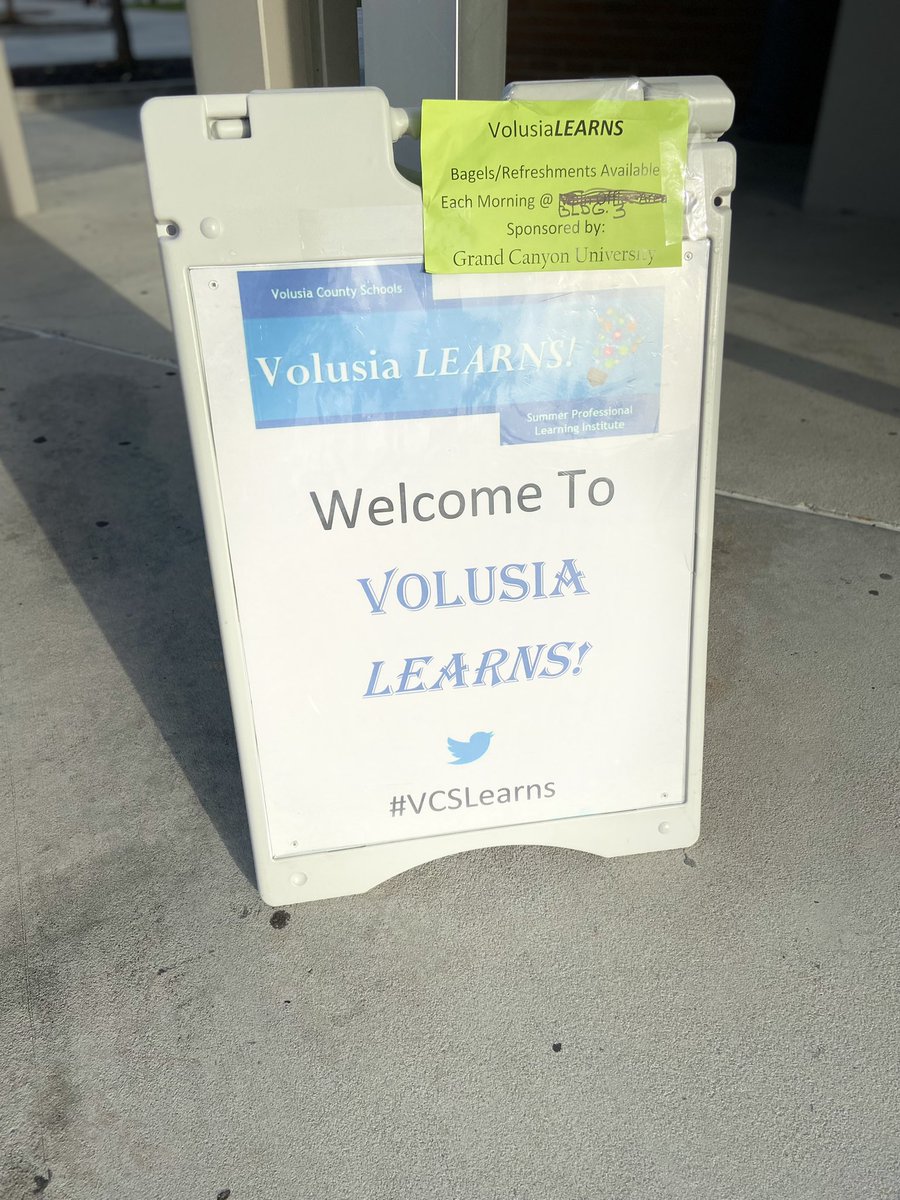 VolusiaLEARNS
Bagels/Refreshments Available
Each Morning @
BLDG. 3
Sponsored by:
Grand Canyon University
Volusia County Schools
Volusia LEARNS!
Summer Professional
Learning Institute
Welcome To
VOLUSIA
LEARNS!
#VCSLearns